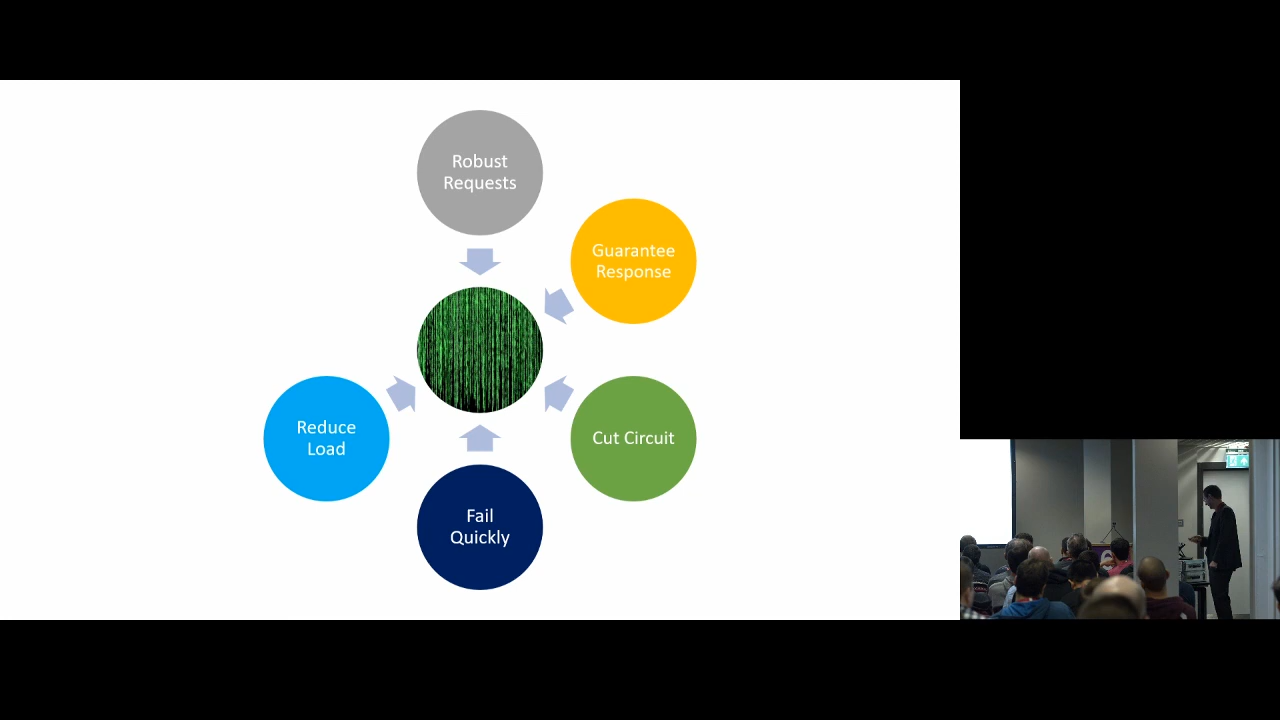 Robust
Requests
Guarantee
Response
Cut Circuit
Fail
Quickly
Reduce
Load